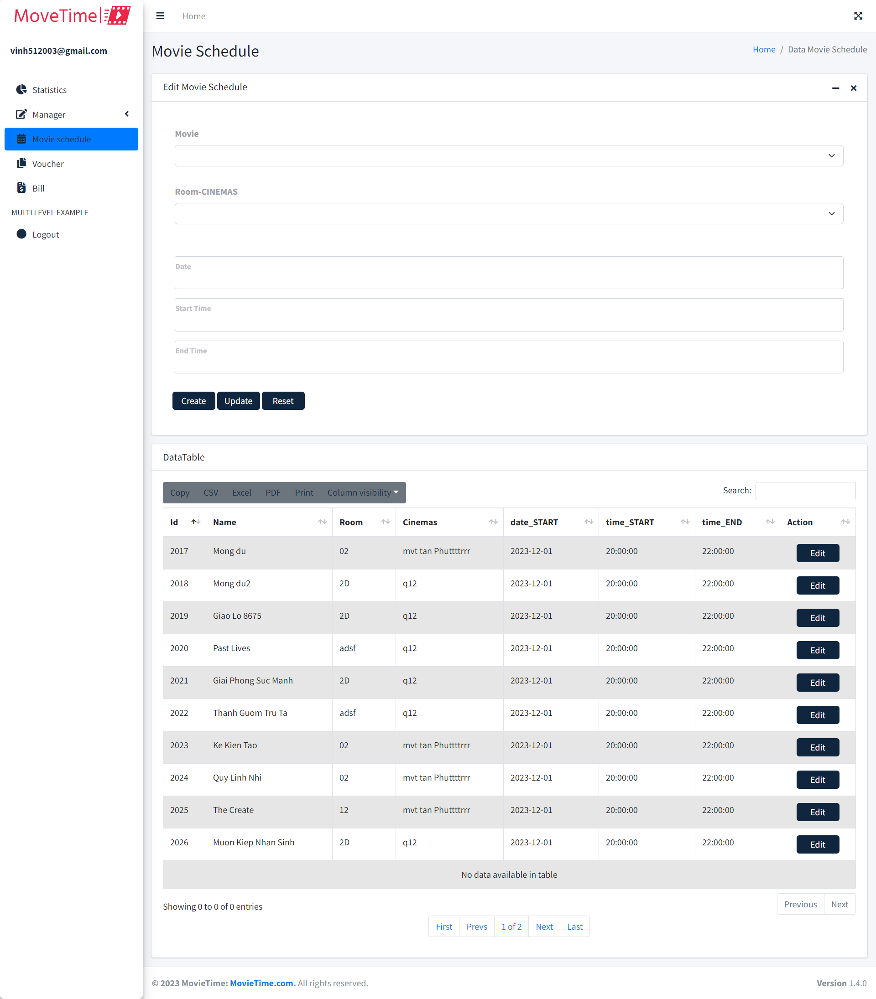 MoveTime
Home
vinh512003@gmail.com
Statistics
Manager
Movie schedule
Voucher
Bill
MULTI LEVEL EXAMPLE
Logout
Movie Schedule
Home / Data Movie Schedule
Edit Movie Schedule
Movie
Room-CINEMAS
Date
Start Time
End Time
Create Update Reset
DataTable
Copy CSV Excel PDF Print Column visibility
Search:
Id Name Room Cinemas date_START time_START time_END Action
2017 Mong du 02 mvt tan Phuttttrrr 2023-12-01 20:00:00 22:00:00 Edit
2018 Mong du2 2D q12 2023-12-01 20:00:00 22:00:00 Edit
2019 Giao Lo 8675 2D q12 2023-12-01 20:00:00 22:00:00 Edit
2020 Past Lives adsf q12 2023-12-01 20:00:00 22:00:00 Edit
2021 Giai Phong Suc Manh 2D q12 2023-12-01 20:00:00 22:00:00 Edit
2022 Thanh Guom Tru Ta adsf q12 2023-12-01 20:00:00 22:00:00 Edit
2023 Ke Kien Tao 02 mvt tan Phuttttrrr 2023-12-01 20:00:00 22:00:00 Edit
2024 Quy Linh Nhi 02 mvt tan Phuttttrrr 2023-12-01 20:00:00 22:00:00 Edit
2025 The Create 12 mvt tan Phuttttrrr 2023-12-01 20:00:00 22:00:00 Edit
2026 Muon Kiep Nhan Sinh 2D q12 2023-12-01 20:00:00 22:00:00 Edit
No data available in table
Showing 0 to 0 of 0 entries
Previous Next
First Prevs 1 of 2 Next Last
© 2023 MovieTime: MovieTime.com. All rights reserved.
Version 1.4.0